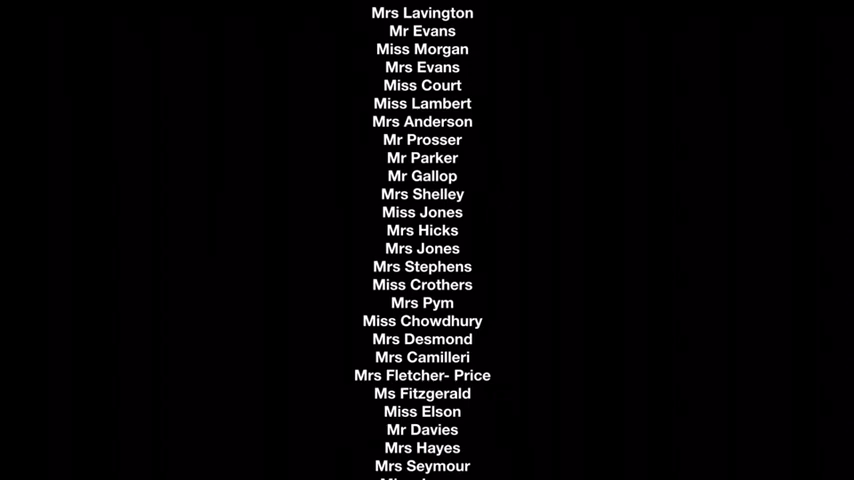 Mrs Lavington
Mr Evans
Miss Morgan
Mrs Evans
Miss Court
Miss Lambert
Mrs Anderson
Mr Prosser
Mr Parker
Mr Gallop
Mrs Shelley
Miss Jones
Mrs Hicks
Mrs Jones
Mrs Stephens
Miss Crothers
Mrs Pym
Miss Chowdhury
Mrs Desmond
Mrs Camilleri
Mrs Fletcher- Price
Ms Fitzgerald
Miss Elson
Mr Davies
Mrs Hayes
Mrs Seymour